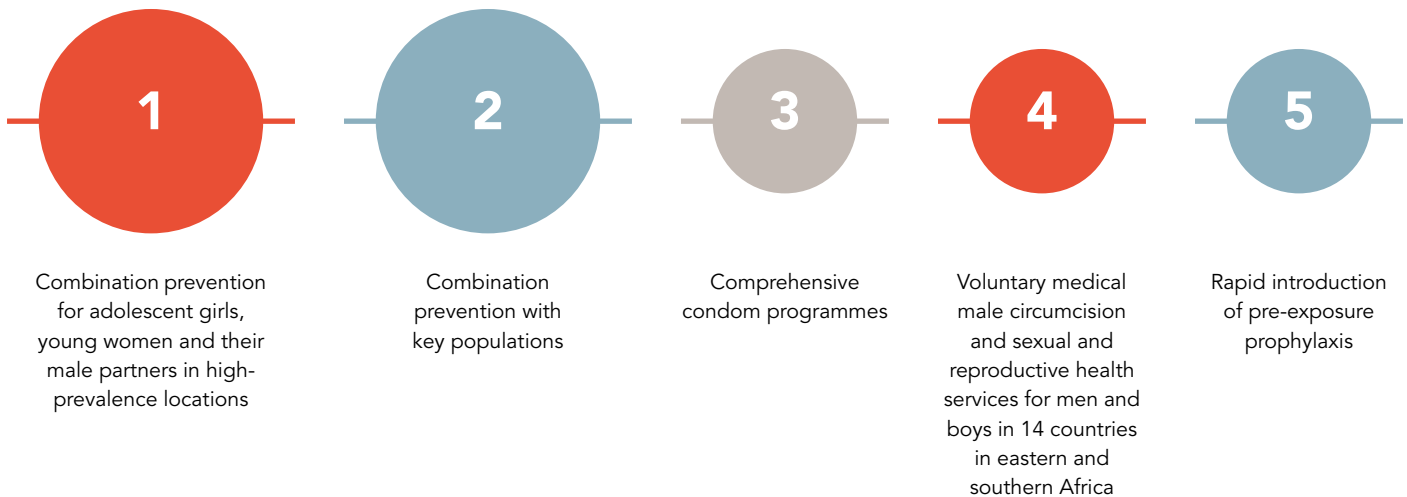 1
Combination prevention
for adolescent girls,
young women and their
male partners in high-
prevalence locations
2
Combination
prevention with
key populations
3
Comprehensive
condom programmes
4
Voluntary medical
male circumcision
and sexual and
reproductive health
services for men and
boys in 14 countries
in eastern and
southern Africa
5
Rapid introduction
of pre-exposure
prophylaxis